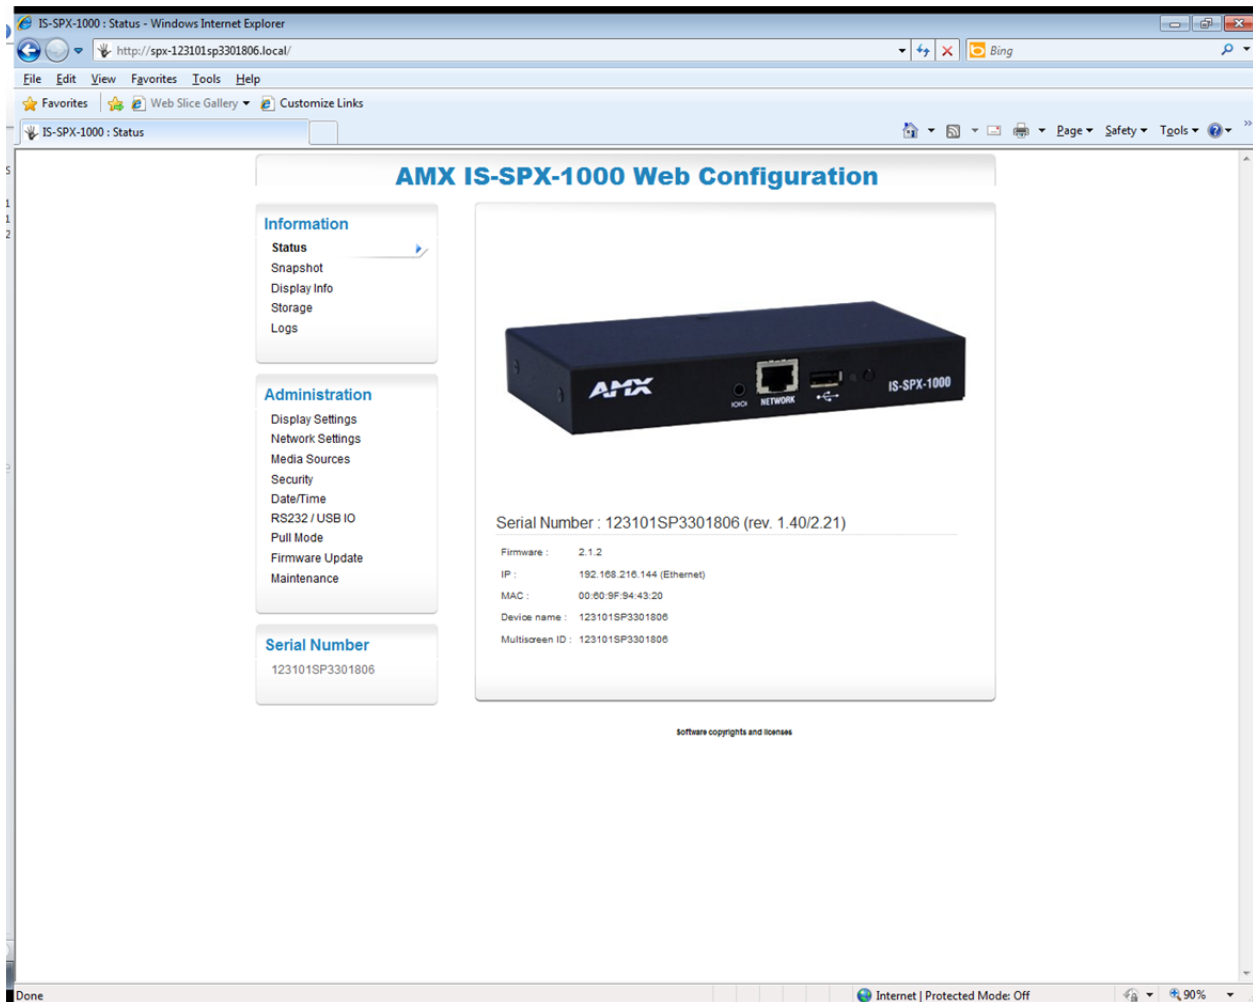 IS-SPX-1000 : Status - Windows Internet Explorer
http://spx-123101sp3301806.local/
Bing
File Edit View Favorites Tools Help
Favorites Web Slice Gallery Customize Links
IS-SPX-1000 : Status
Page Safety Tools
AMX IS-SPX-1000 Web Configuration
Information
Status
Snapshot
Display Info
Storage
Logs
Administration
Display Settings
Network Settings
Media Sources
Security
Date/Time
RS232 / USB IO
Pull Mode
Firmware Update
Maintenance
Serial Number
123101SP3301806
AMX
IOIOI NETWORK
IS-SPX-1000
Serial Number : 123101SP3301806 (rev. 1.40/2.21)
Firmware : 2.1.2
IP : 192.168.216.144 (Ethernet)
MAC : 00:60:9F:94:43:20
Device name : 123101SP3301806
Multiscreen ID : 123101SP3301806
Software copyrights and licenses
Done
Internet | Protected Mode: Off
90%